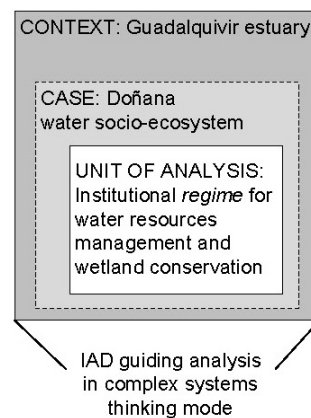 CONTEXT: Guadalquivir estuary
CASE: Doñana
water socio-ecosystem
UNIT OF ANALYSIS:
Institutional regime for
water resources
management and
wetland conservation
IAD guiding analysis
in complex systems
thinking mode